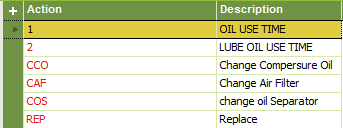 + Action Description
1 OIL USE TIME
2 LUBE OIL USE TIME
CCO Change Compersure Oil
CAF Change Air Filter
COS change oil Separator
REP Replace